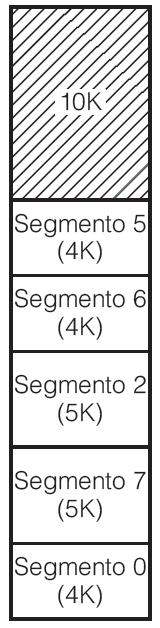 10K
Segmento 5
(4K)
Segmento 6
(4K)
Segmento 2
(5K)
Segmento 7
(5K)
Segmento 0
(4K)